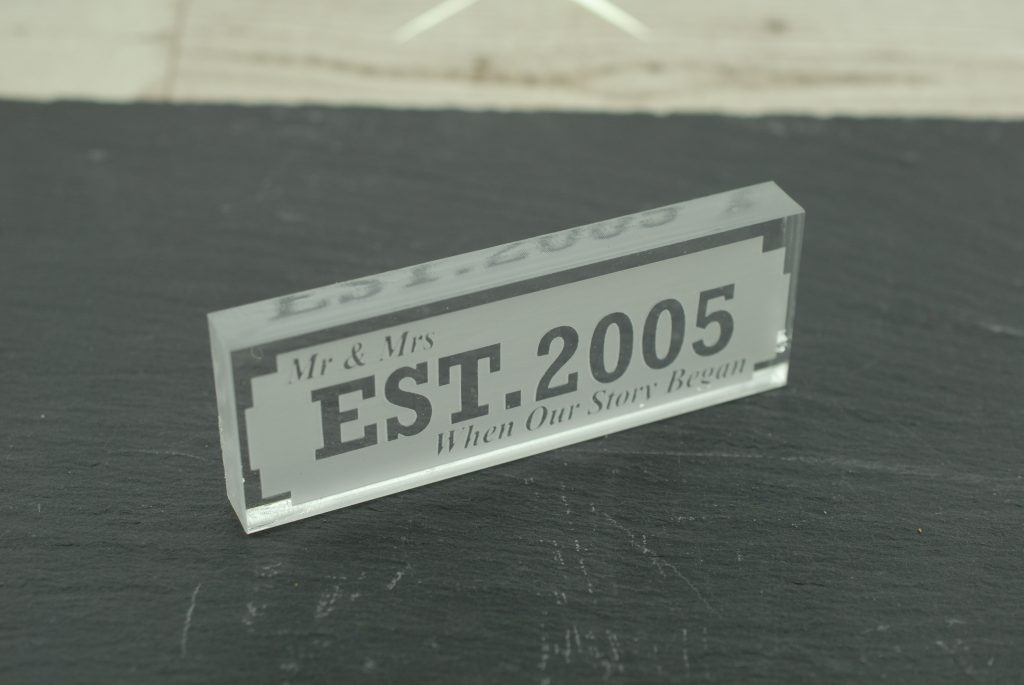 Mr & Mrs
EST.2005
When Our Story Began